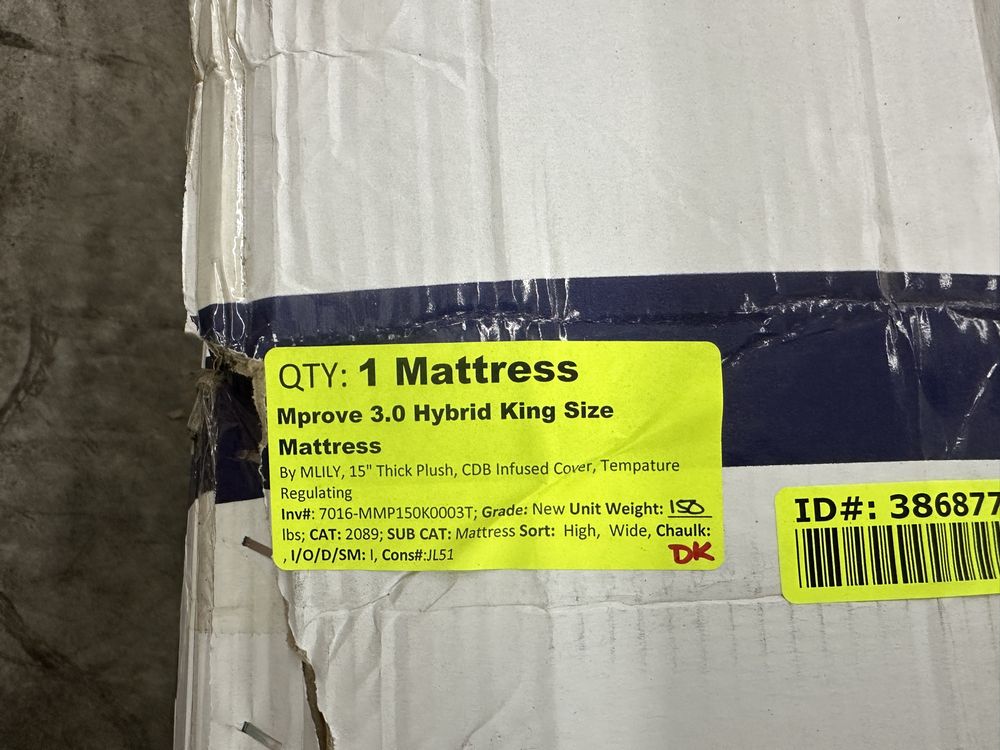 QTY: 1 Mattress
Mprove 3.0 Hybrid King Size
Mattress
By MLILY, 15" Thick Plush, CDB Infused Cover, Tempature
Regulating
Inv#: 7016-MMP150K0003T; Grade: New Unit Weight: 150
lbs; CAT: 2089; SUB CAT: Mattress Sort: High, Wide, Chaulk:
, I/O/D/SM: I, Cons#:JL51
DK
ID#: 386877